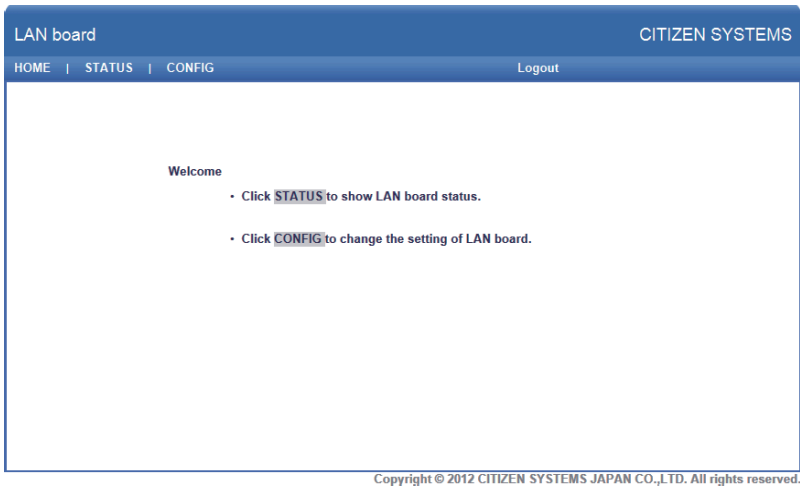 LAN board CITIZEN SYSTEMS
HOME | STATUS | CONFIG Logout
Welcome
• Click STATUS to show LAN board status.
• Click CONFIG to change the setting of LAN board.
Copyright © 2012 CITIZEN SYSTEMS JAPAN CO.,LTD. All rights reserved.